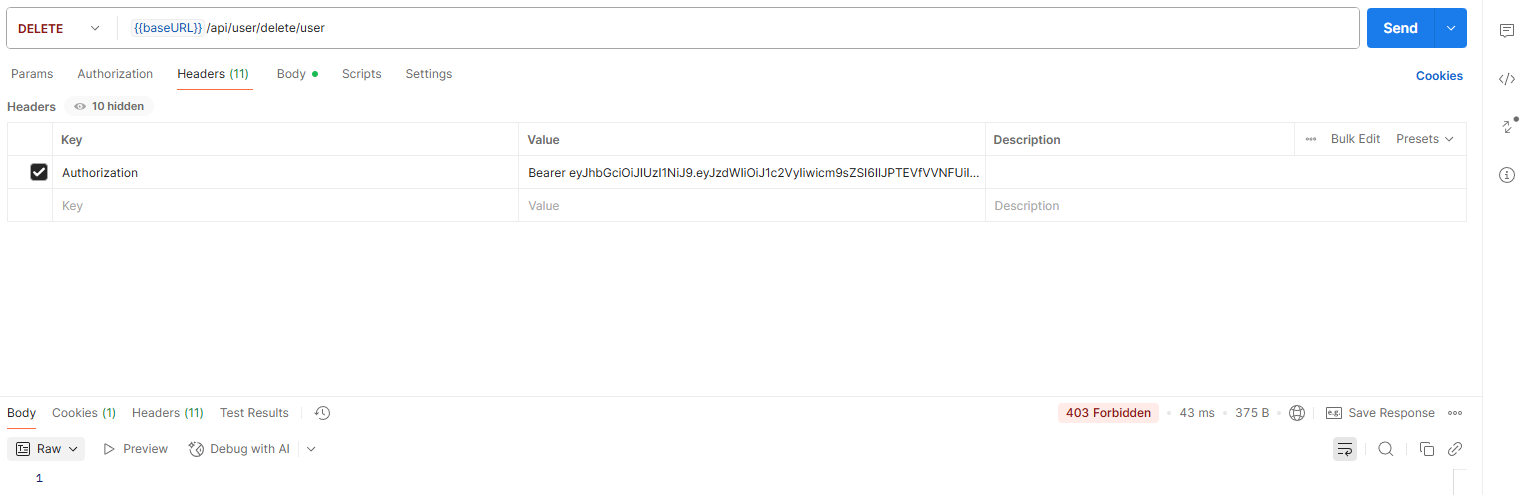 DELETE {{baseURL}} /api/user/delete/user Send
Params Authorization Headers (11) Body Scripts Settings Cookies
Headers 10 hidden
Key Value Description Bulk Edit Presets
Authorization Bearer eyJhbGciOiJIUzI1NiJ9.eyJzdWIiOiJ1c2VyIiwicm9sZSI6IlJPTEVfVVNFUiI...
Key Value Description
Body Cookies (1) Headers (11) Test Results 403 Forbidden 43 ms 375 B e.g. Save Response
Raw Preview Debug with AI
1